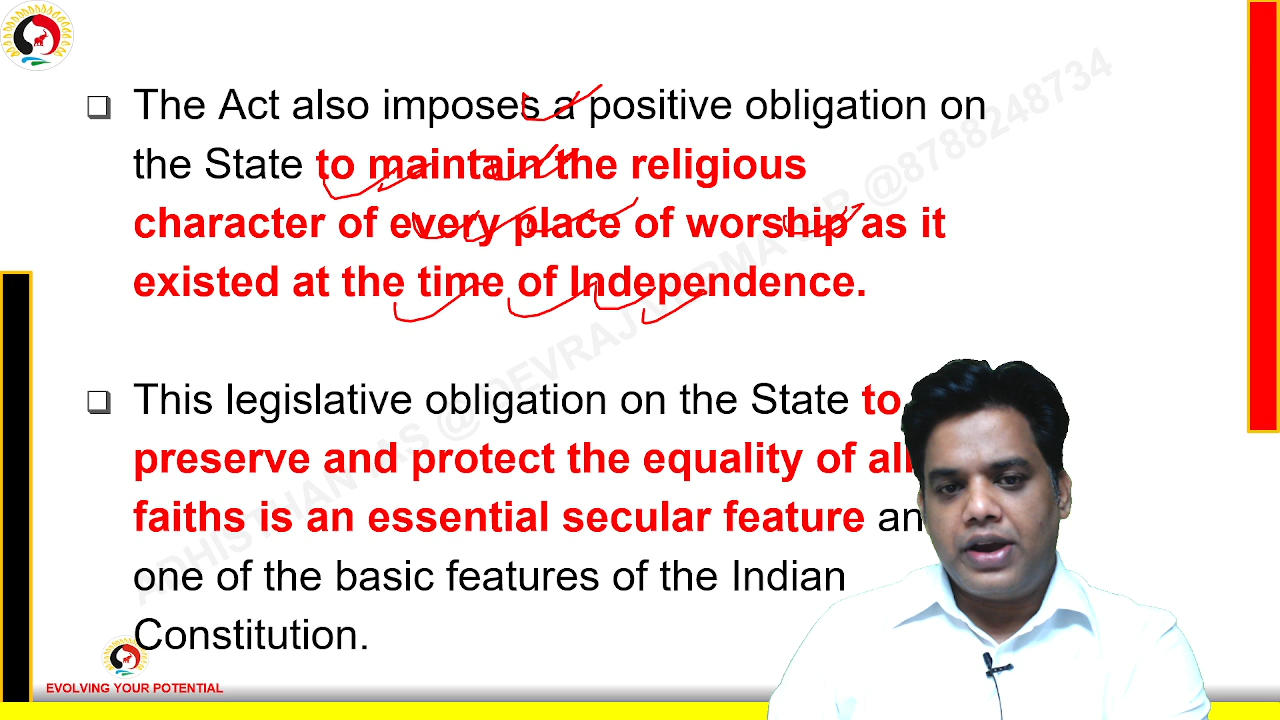 The Act also imposes a positive obligation on
the State to maintain the religious
character of every place of worship as it
existed at the time of Independence.
This legislative obligation on the State to
preserve and protect the equality of all
faiths is an essential secular feature an
one of the basic features of the Indian
Constitution.
EVOLVING YOUR POTENTIAL